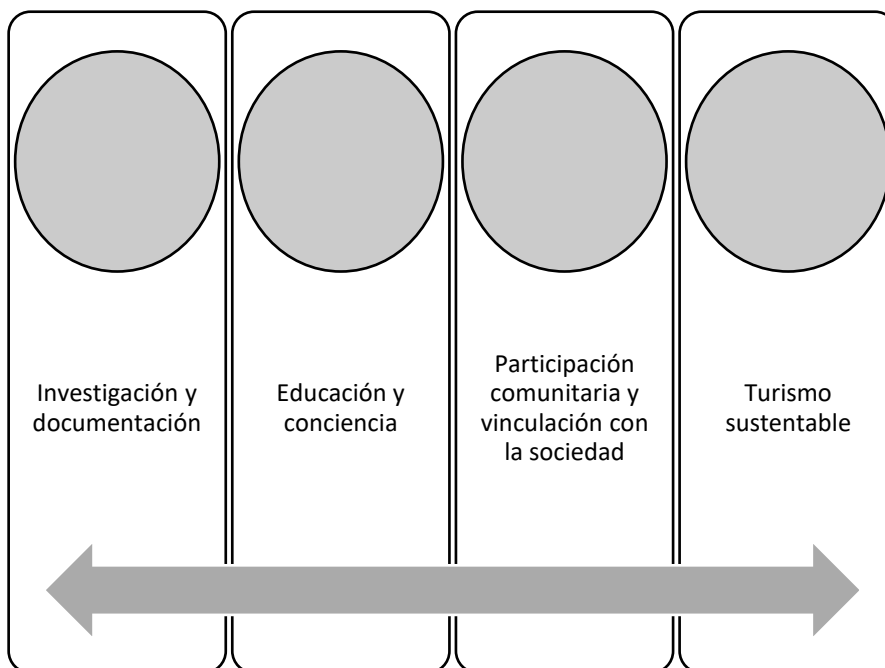 Investigación y
documentación
Educación y
conciencia
Participación
comunitaria y
vinculación con
la sociedad
Turismo
sustentable